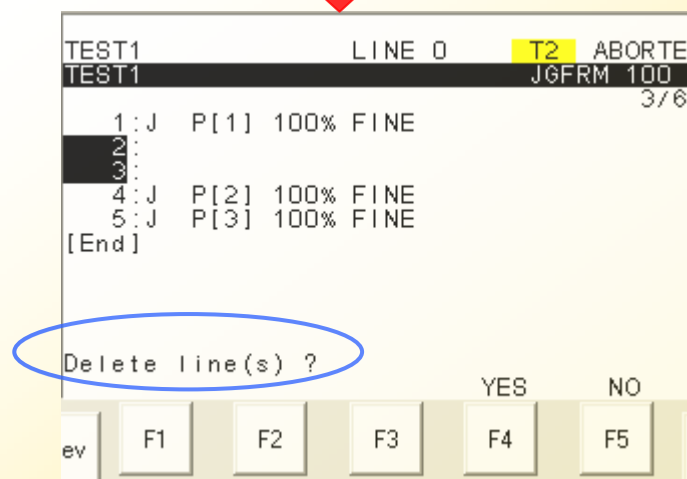 TEST1 LINE 0 T2 ABORTE
TEST1 JGFRM 100
3/6
1:J P[1] 100% FINE
2:
3:
4:J P[2] 100% FINE
5:J P[3] 100% FINE
[End]
Delete line(s) ?
YES NO
ev F1 F2 F3 F4 F5